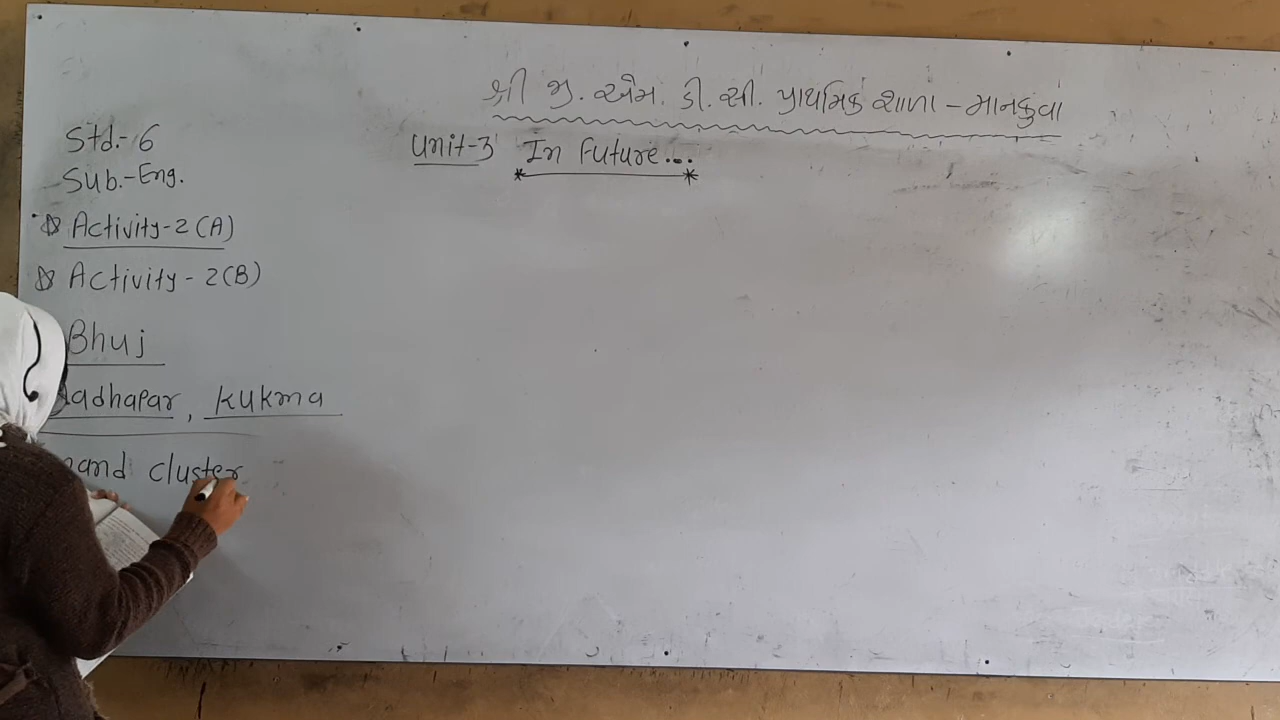 શ્રી જી. એમ. ડી. સી. પ્રાથમિક શાળા - માનકુવા
Unit-3 In Future...
Std.- 6
Sub.-Eng.
Activity-2(A)
Activity - 2(B)
Bhuj
, Kukma
cluster